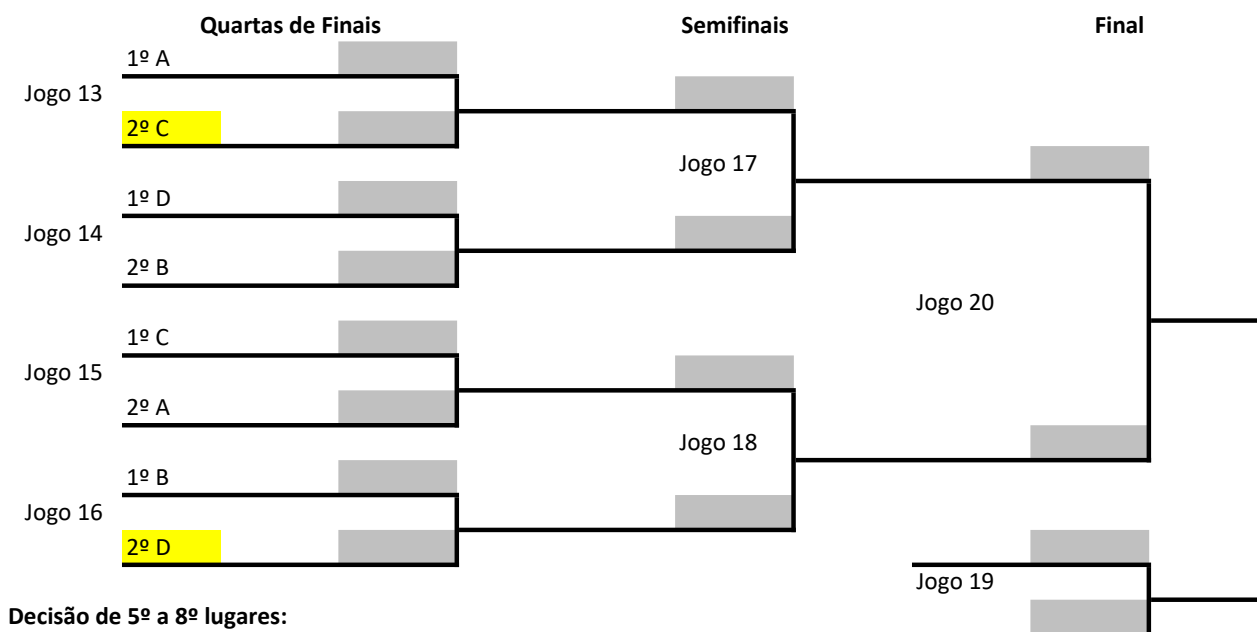 Quartas de Finais
Semifinais
Final
1º A
Jogo 13
2º C
Jogo 17
1º D
Jogo 14
2º B
Jogo 20
1º C
Jogo 15
2º A
Jogo 18
1º B
Jogo 16
2º D
Jogo 19
Decisão de 5º a 8º lugares: